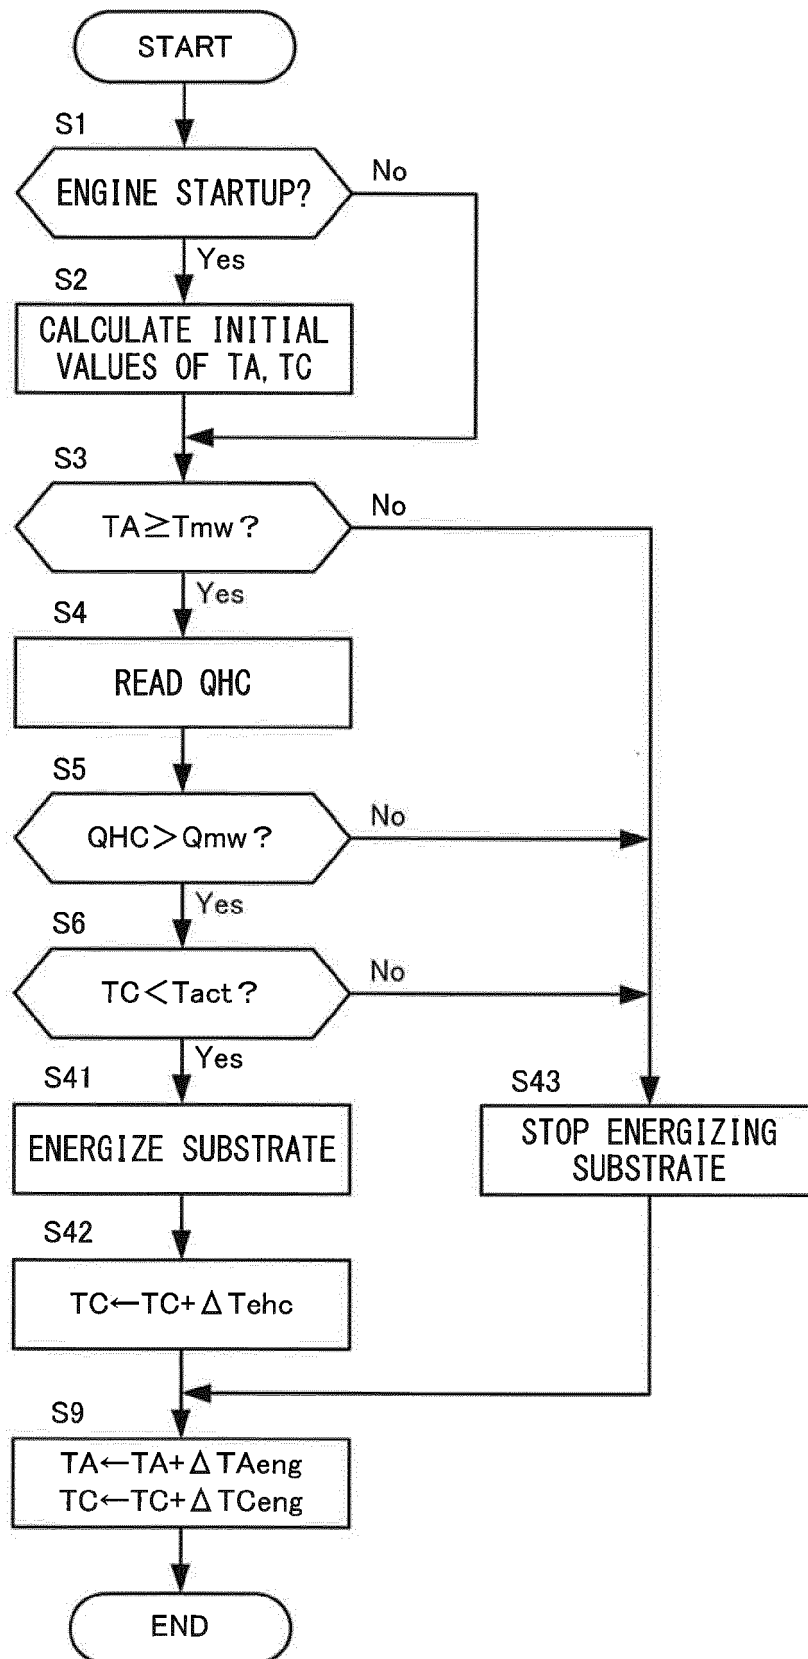 START
S1
ENGINE STARTUP?
No
Yes
S2
CALCULATE INITIAL
VALUES OF TA, TC
S3
TA≧Tmw?
No
Yes
S4
READ QHC
S5
QHC>Qmw?
No
Yes
S6
TC<Tact?
No
Yes
S41
ENERGIZE SUBSTRATE
S43
STOP ENERGIZING
SUBSTRATE
S42
TC←TC+ΔTehc
S9
TA←TA+ΔTAeng
TC←TC+ΔTCeng
END